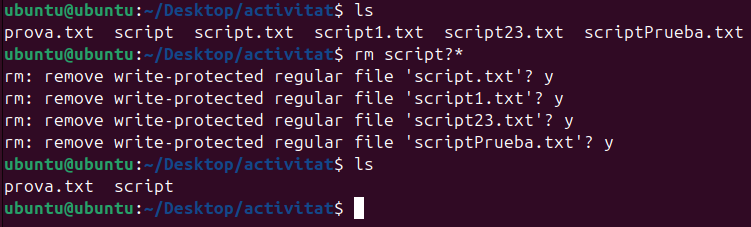 ubuntu@ubuntu:~/Desktop/activitat$ ls
prova.txt  script  script.txt  script1.txt  script23.txt  scriptPrueba.txt
ubuntu@ubuntu:~/Desktop/activitat$ rm script?*
rm: remove write-protected regular file 'script.txt'? y
rm: remove write-protected regular file 'script1.txt'? y
rm: remove write-protected regular file 'script23.txt'? y
rm: remove write-protected regular file 'scriptPrueba.txt'? y
ubuntu@ubuntu:~/Desktop/activitat$ ls
prova.txt  script
ubuntu@ubuntu:~/Desktop/activitat$